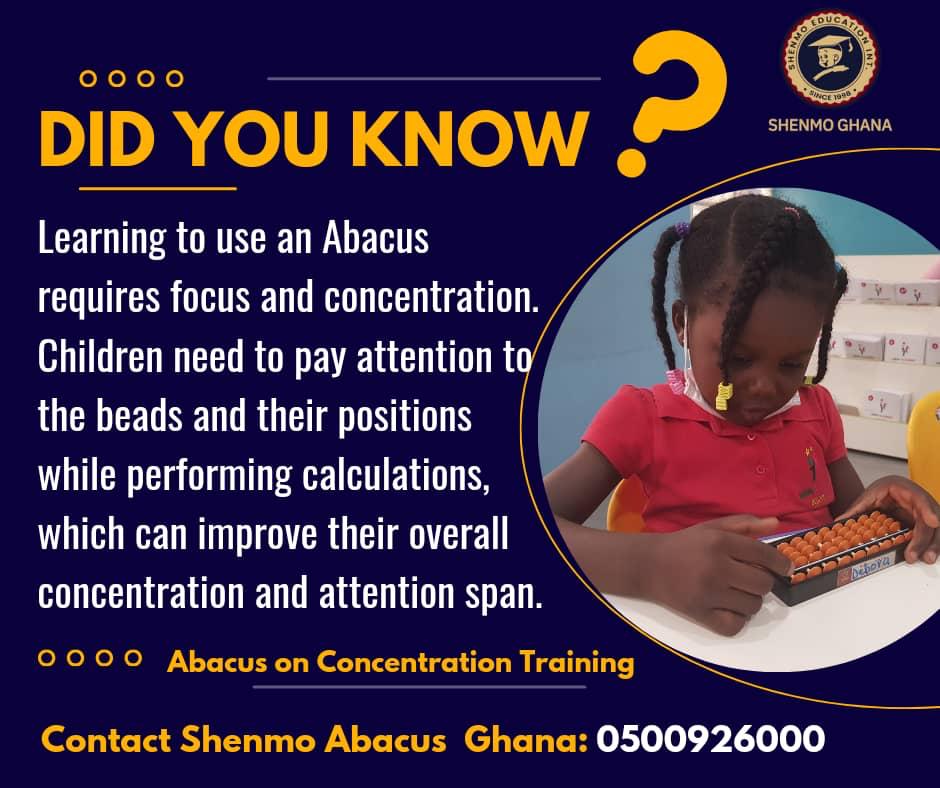 SHENMO EDUCATION INT.
SINCE 1998
SHENMO GHANA
DID YOU KNOW ?
Learning to use an Abacus
requires focus and concentration.
Children need to pay attention to
the beads and their positions
while performing calculations,
which can improve their overall
concentration and attention span.
Debora
Abacus on Concentration Training
Contact Shenmo Abacus Ghana: 0500926000